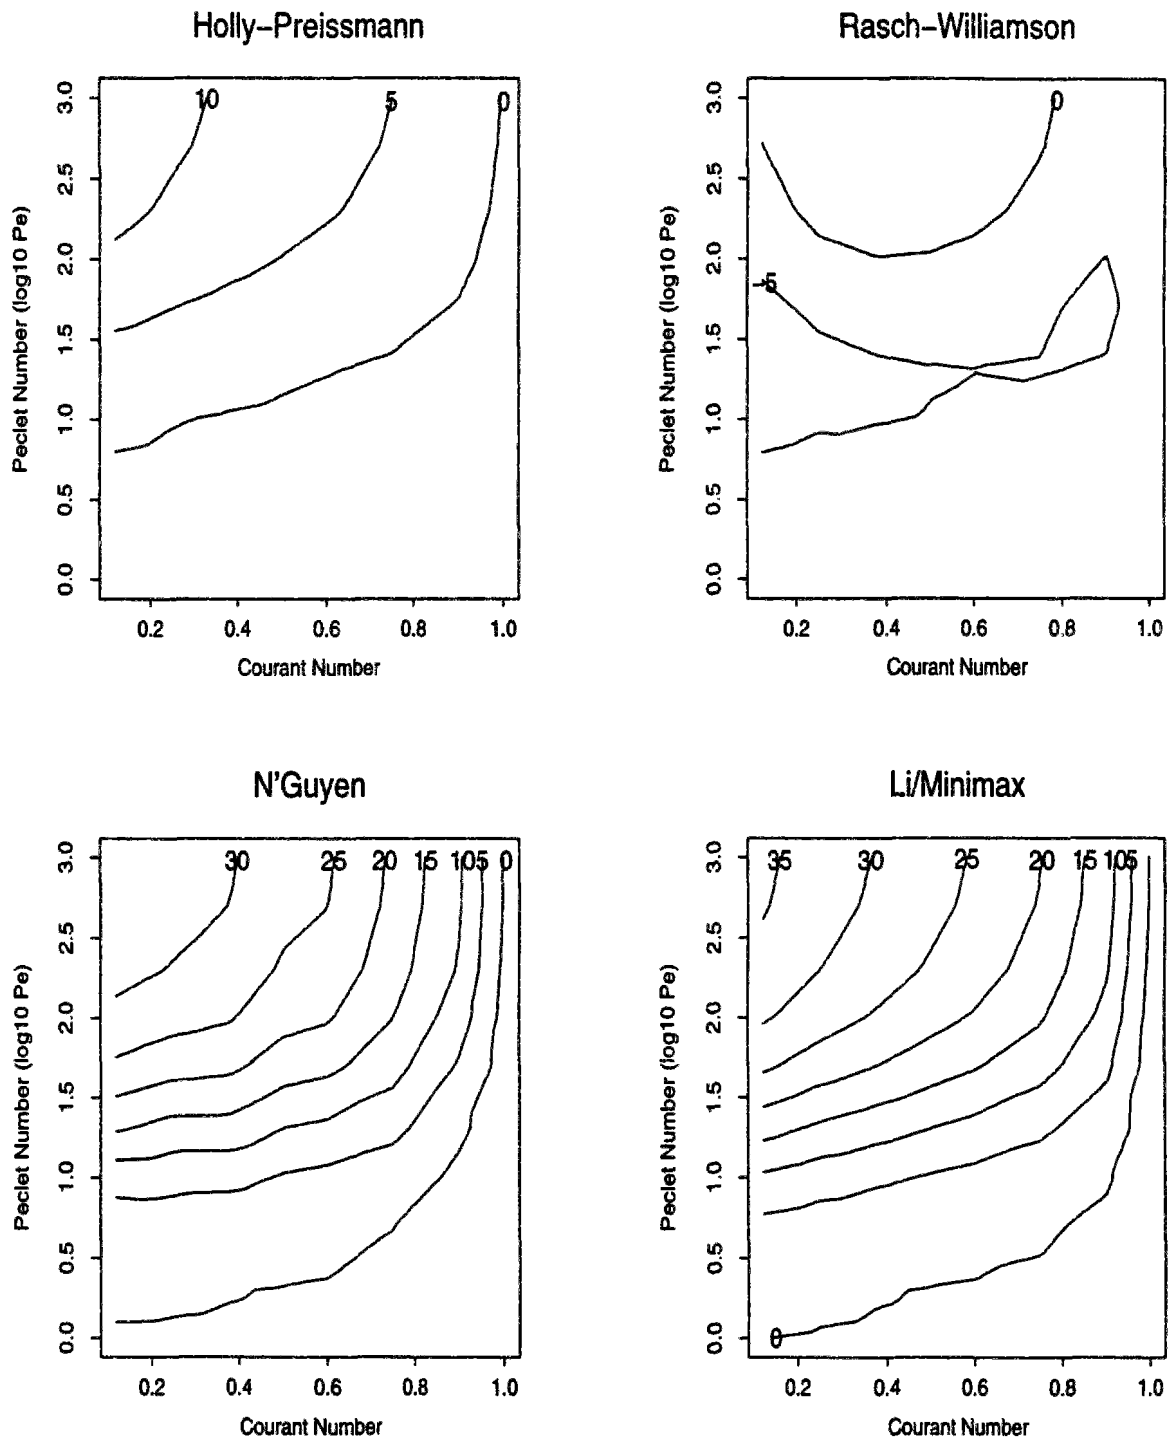 Holly-Preissmann
Peclet Number (log10 Pe)
3.0
2.5
2.0
1.5
1.0
0.5
0.0
10
5
0
0.2 0.4 0.6 0.8 1.0
Courant Number
Rasch-Williamson
Peclet Number (log10 Pe)
3.0
2.5
2.0
1.5
1.0
0.5
0.0
0
-5
0.2 0.4 0.6 0.8 1.0
Courant Number
N'Guyen
Peclet Number (log10 Pe)
3.0
2.5
2.0
1.5
1.0
0.5
0.0
30 25 20 15 10 5 0
0.2 0.4 0.6 0.8 1.0
Courant Number
Li/Minimax
Peclet Number (log10 Pe)
3.0
2.5
2.0
1.5
1.0
0.5
0.0
35 30 25 20 15 10 5
0
0.2 0.4 0.6 0.8 1.0
Courant Number